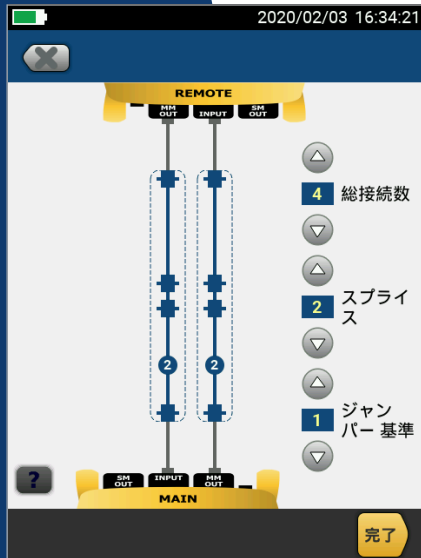 2020/02/03 16:34:21
REMOTE
MM OUT INPUT SM OUT
4 総接続数
2 スプライ
ス
2 2
1 ジャン
パー 基準
?
SM OUT INPUT MM OUT
MAIN
完了